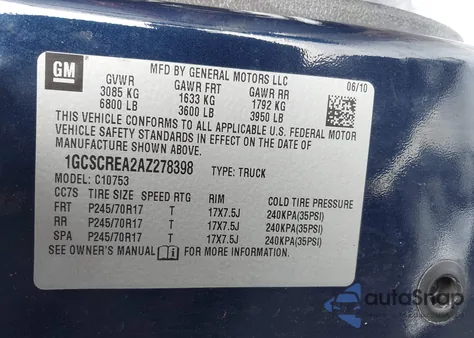 GM
MFD BY GENERAL MOTORS LLC
06/10
GVWR GAWR FRT GAWR RR
3085 KG 1633 KG 1792 KG
6800 LB 3600 LB 3950 LB
THIS VEHICLE CONFORMS TO ALL APPLICABLE U.S. FEDERAL MOTOR
VEHICLE SAFETY STANDARDS IN EFFECT ON THE DATE OF
MANUFACTURE SHOWN ABOVE.
1GCSCREA2AZ278398 TYPE: TRUCK
MODEL: C10753
CC7S TIRE SIZE SPEED RTG RIM COLD TIRE PRESSURE
FRT P245/70R17 T 17X7.5J 240KPA(35PSI)
RR P245/70R17 T 17X7.5J 240KPA(35PSI)
SPA P245/70R17 T 17X7.5J 240KPA(35PSI)
SEE OWNER'S MANUAL FOR MORE INFORMATION.
autoSnap